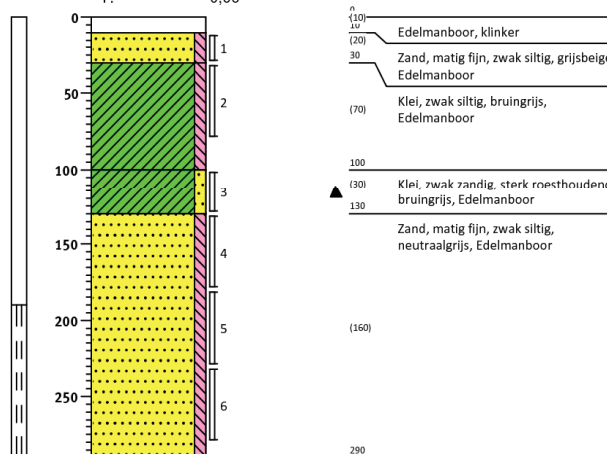 0,00
0
50
100
150
200
250
1
2
3
4
5
6
0
(10)
10
Edelmanboor, klinker
(20)
30
Zand, matig fijn, zwak siltig, grijsbeige
Edelmanboor
(70)
Klei, zwak siltig, bruingrijs,
Edelmanboor
100
(30)
Klei, zwak zandig, sterk roesthoudend
bruingrijs, Edelmanboor
130
Zand, matig fijn, zwak siltig,
neutraalgrijs, Edelmanboor
(160)
290